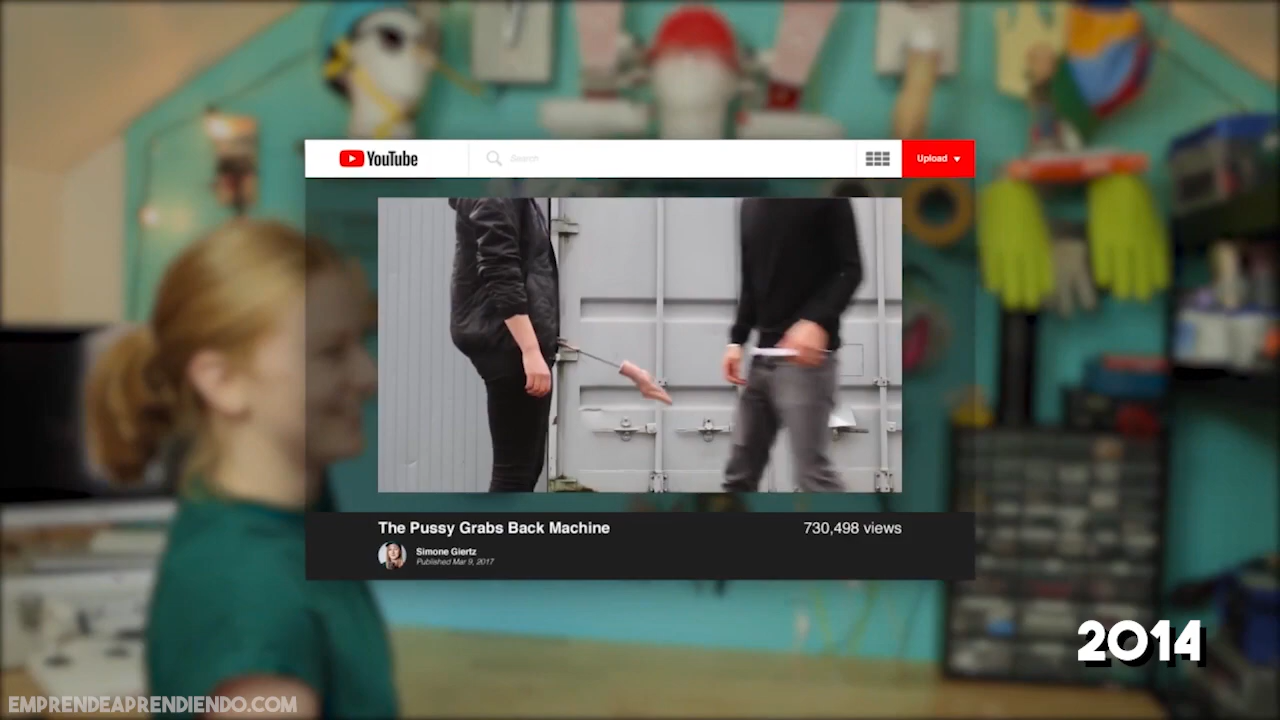 YouTube
Search
Upload
The Pussy Grabs Back Machine
730,498 views
Simone Giertz
Published Mar 9, 2017
2014
EMPRENDEAPRENDIENDO.COM